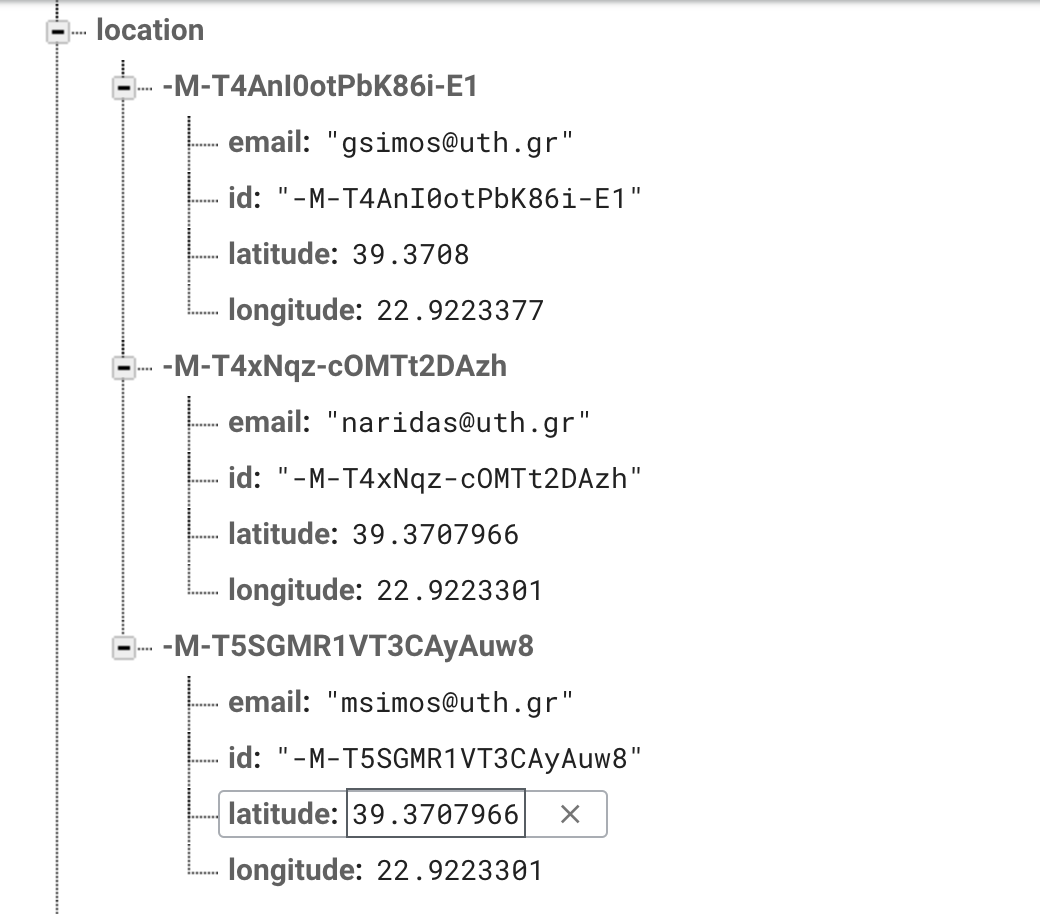 location
-M-T4AnI0otPbK86i-E1
email: "gsimos@uth.gr"
id: "-M-T4AnI0otPbK86i-E1"
latitude: 39.3708
longitude: 22.9223377
-M-T4xNqz-cOMTt2DAzh
email: "naridas@uth.gr"
id: "-M-T4xNqz-cOMTt2DAzh"
latitude: 39.3707966
longitude: 22.9223301
-M-T5SGMR1VT3CAyAuw8
email: "msimos@uth.gr"
id: "-M-T5SGMR1VT3CAyAuw8"
latitude: 39.3707966
longitude: 22.9223301